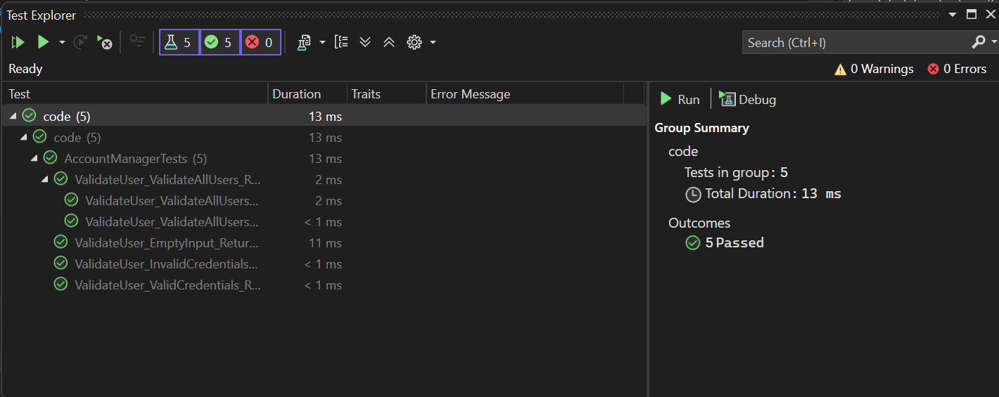 Test Explorer
5 5 0
Search (Ctrl+I)
Ready
0 Warnings 0 Errors
Test Duration Traits Error Message
code (5) 13 ms
code (5) 13 ms
AccountManagerTests (5) 13 ms
ValidateUser_ValidateAllUsers_R... 2 ms
ValidateUser_ValidateAllUsers... 2 ms
ValidateUser_ValidateAllUsers... < 1 ms
ValidateUser_EmptyInput_Retur... 11 ms
ValidateUser_InvalidCredentials... < 1 ms
ValidateUser_ValidCredentials_R... < 1 ms
Run Debug
Group Summary
code
Tests in group: 5
Total Duration: 13 ms
Outcomes
5 Passed